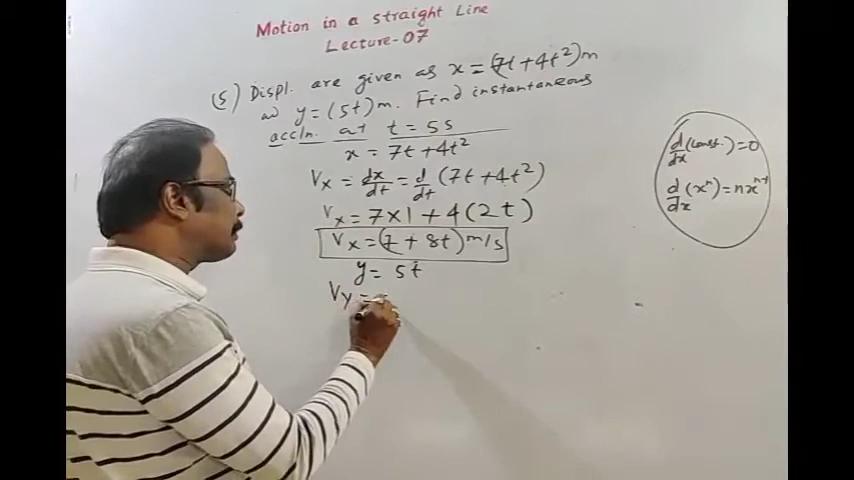 Motion in a straight Line
Lecture-07
(5) Displ. are given as x = (7t + 4t²)m
and y = (5t)m. Find instantaneous
accln. at t = 5s
x = 7t + 4t²
Vx = dx/dt = d/dt (7t + 4t²)
Vx = 7×1 + 4(2t)
Vx = (7 + 8t) m/s
y = 5t
Vy =
d/dx (const.) = 0
d/dx (xⁿ) = nxⁿ⁻¹